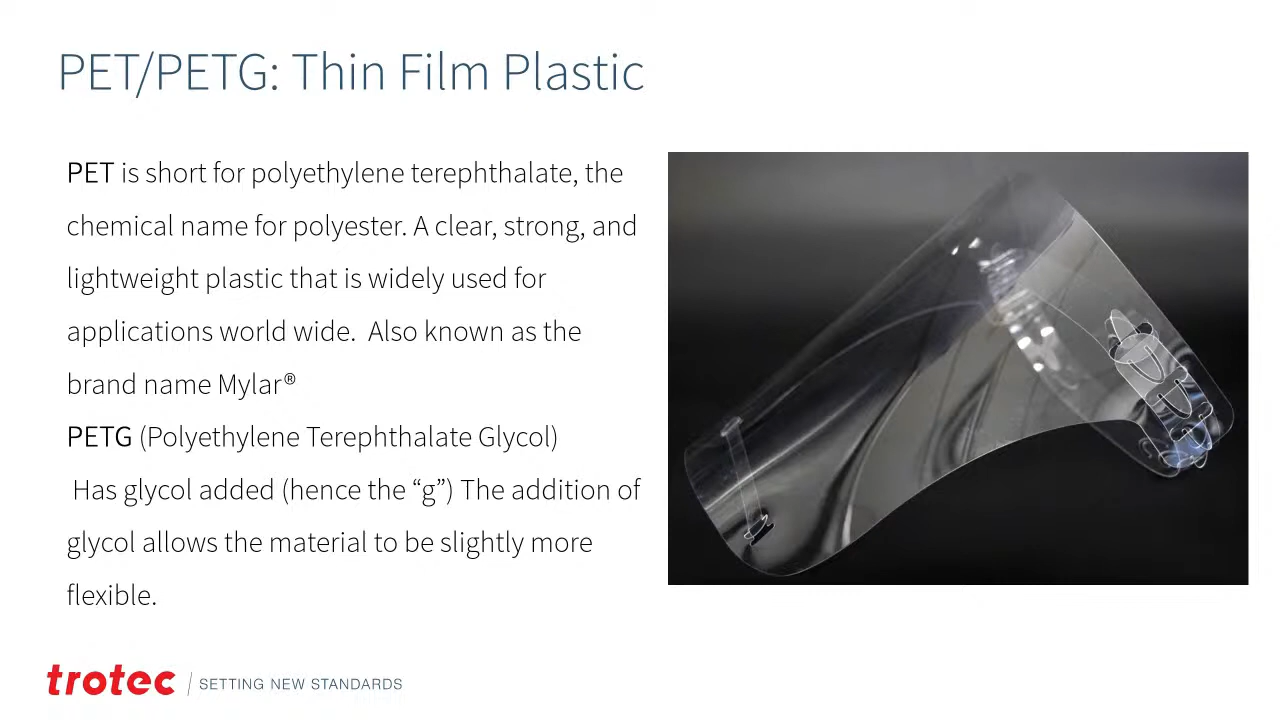 PET/PETG: Thin Film Plastic
PET is short for polyethylene terephthalate, the
chemical name for polyester. A clear, strong, and
lightweight plastic that is widely used for
applications world wide.  Also known as the
brand name Mylar®
PETG (Polyethylene Terephthalate Glycol)
Has glycol added (hence the “g”) The addition of
glycol allows the material to be slightly more
flexible.
trotec / SETTING NEW STANDARDS